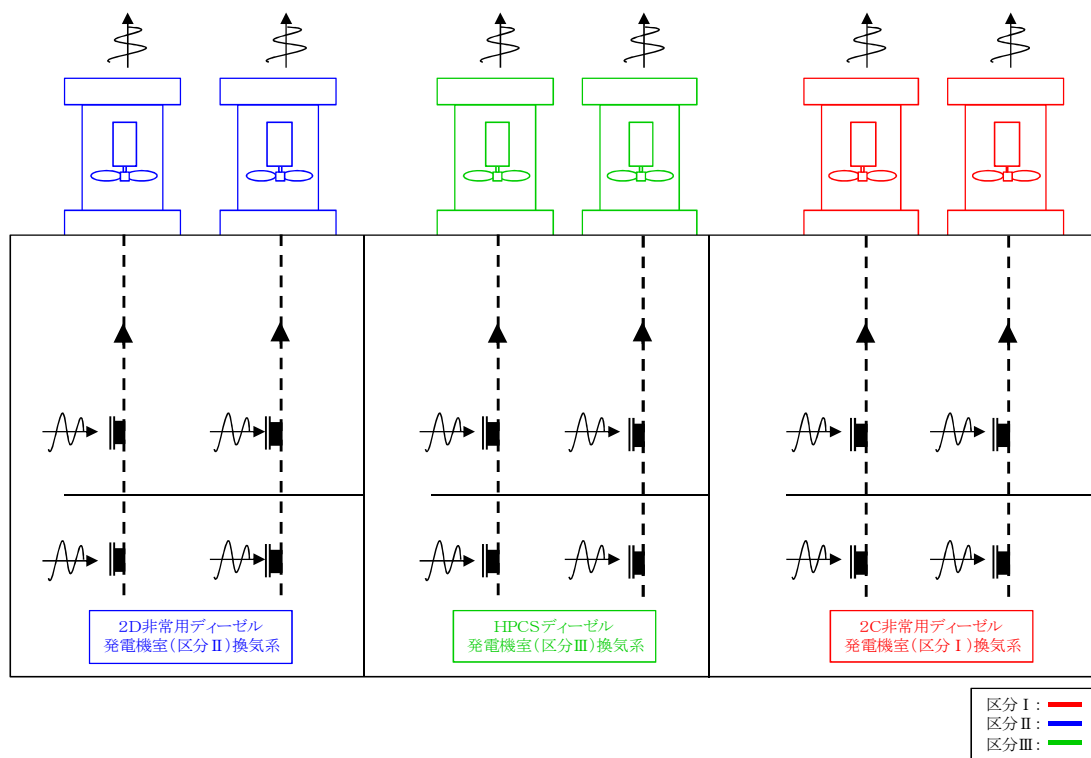 2D非常用ディーゼル
発電機室(区分Ⅱ)換気系
HPCSディーゼル
発電機室(区分Ⅲ)換気系
2C非常用ディーゼル
発電機室(区分Ⅰ)換気系
区分Ⅰ:
区分Ⅱ:
区分Ⅲ: